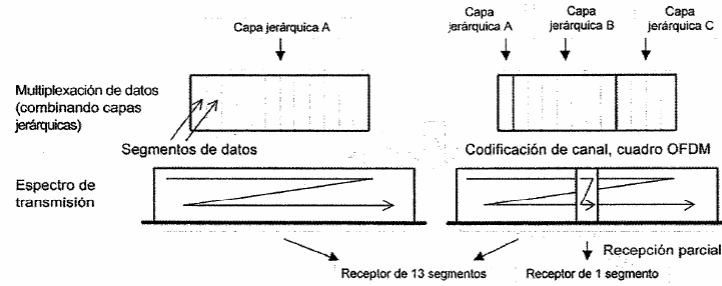 Capa jerárquica A
Capa
jerárquica A
Capa
jerárquica B
Capa
jerárquica C
Multiplexación de datos
(combinando capas
jerárquicas)
Segmentos de datos
Codificación de canal, cuadro OFDM
Espectro de
transmisión
Recepción parcial
Receptor de 13 segmentos
Receptor de 1 segmento